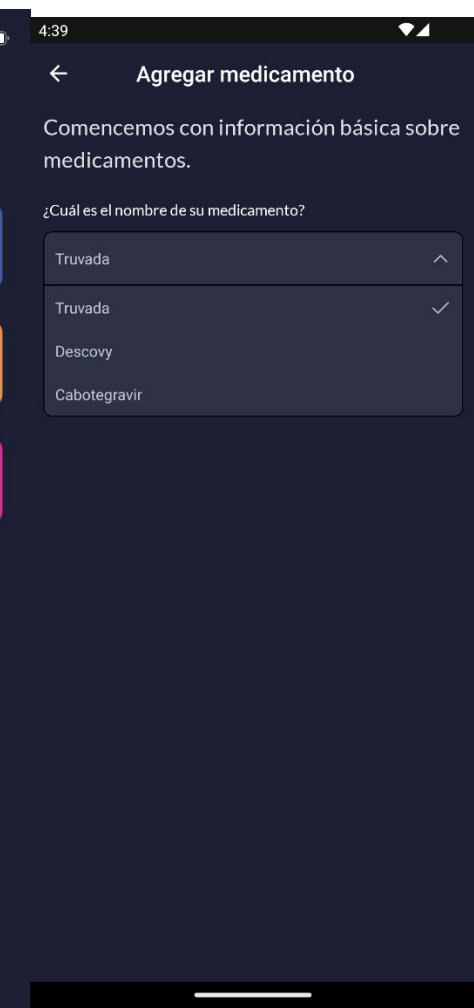 4:39
Agregar medicamento
Comencemos con información básica sobre
medicamentos.
¿Cuál es el nombre de su medicamento?
Truvada
Truvada
Descovy
Cabotegravir